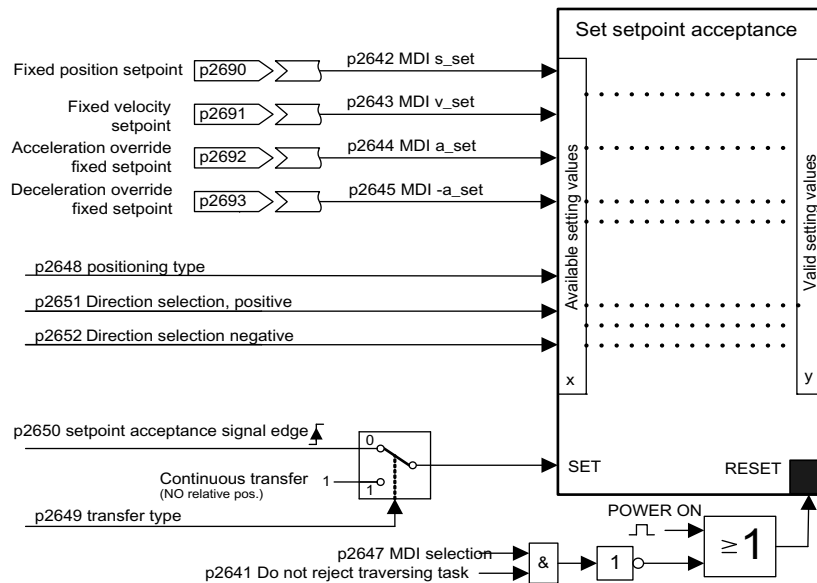 Set setpoint acceptance
Fixed position setpoint
p2690
p2642 MDI s_set
Fixed velocity
setpoint
p2691
p2643 MDI v_set
Acceleration override
fixed setpoint
p2692
p2644 MDI a_set
Deceleration override
fixed setpoint
p2693
p2645 MDI -a_set
Available setting values
Valid setting values
p2648 positioning type
p2651 Direction selection, positive
p2652 Direction selection negative
x
y
p2650 setpoint acceptance signal edge
0
SET
RESET
Continuous transfer
(NO relative pos.)
1
1
p2649 transfer type
POWER ON
≥1
p2647 MDI selection
p2641 Do not reject traversing task
&
1